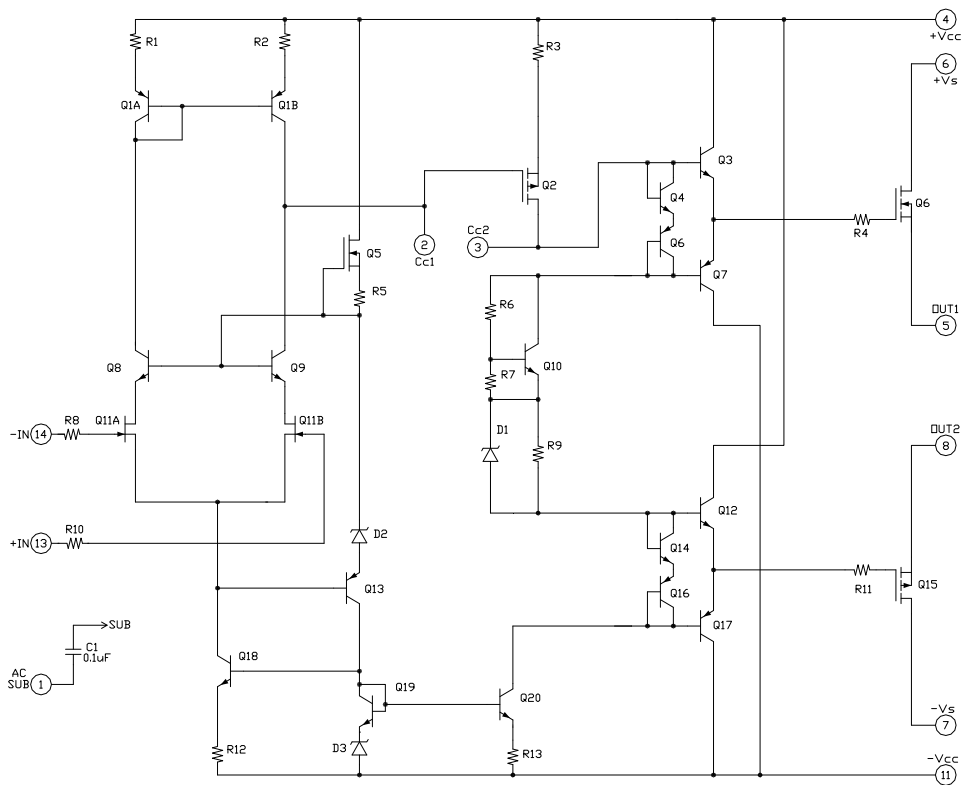 4
+Vcc
R1
R2
R3
6
+Vs
Q1A
Q1B
Q3
Q2
Q4
Q6
R4
Cc2
3
2
Cc1
Q6
Q5
Q7
R5
R6
OUT1
5
Q8
Q9
Q10
R7
R8
Q11A
Q11B
-IN 14
D1
R9
OUT2
8
Q12
R10
+IN 13
D2
Q14
Q13
Q16
R11
Q15
SUB
C1
0.1uF
Q17
Q18
AC
SUB 1
Q19
Q20
-Vs
7
R12
D3
R13
-Vcc
11